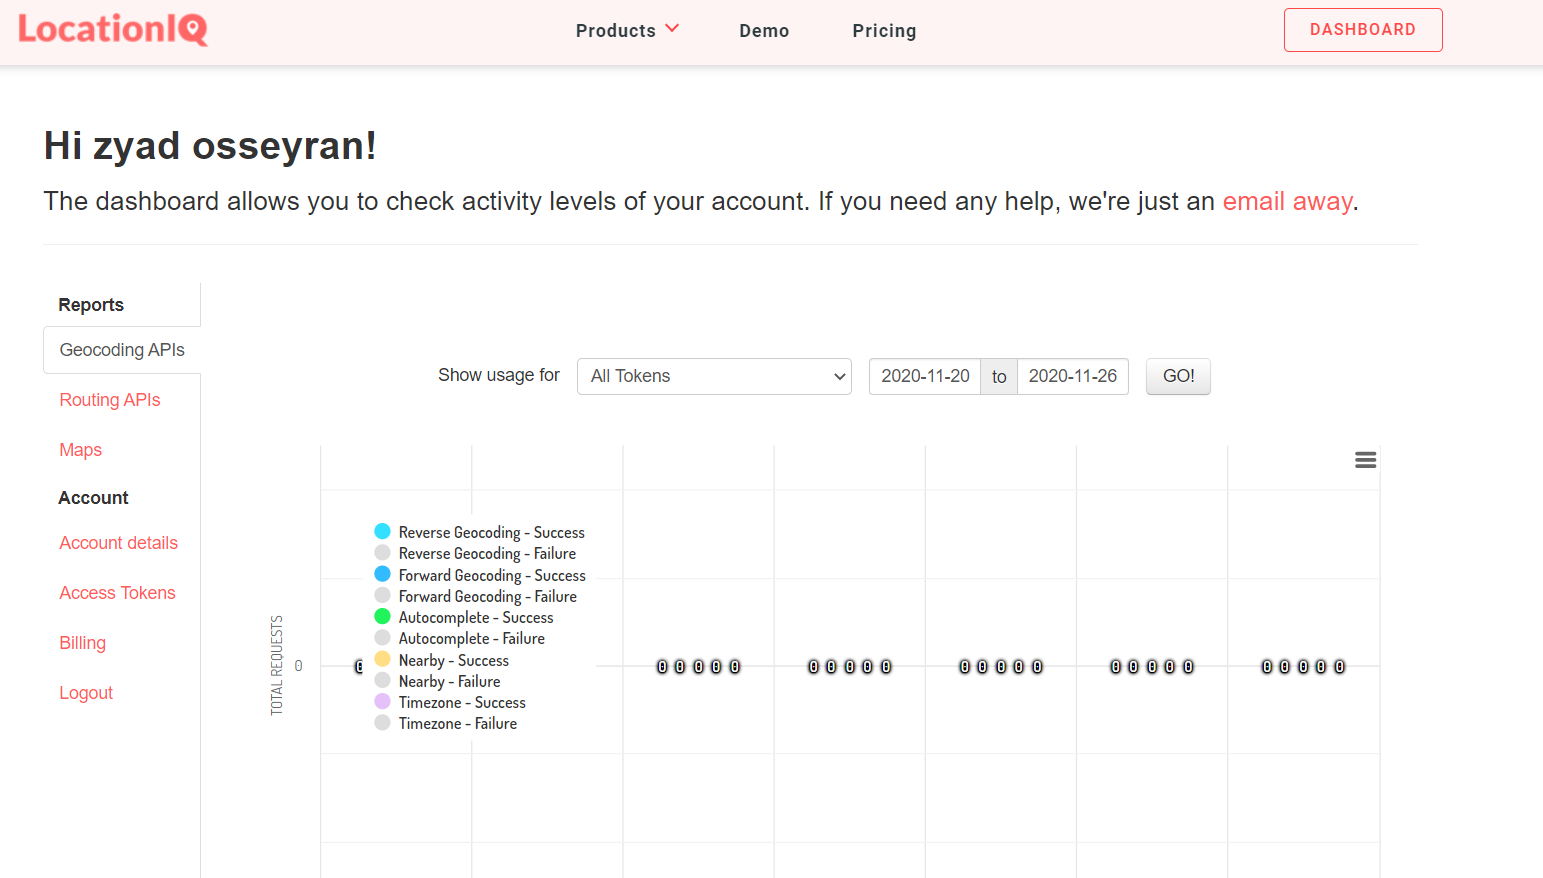 LocationIQ
Products Demo Pricing DASHBOARD
Hi zyad osseyran!
The dashboard allows you to check activity levels of your account. If you need any help, we're just an email away.
Reports
Geocoding APIs
Routing APIs
Maps
Account
Account details
Access Tokens
Billing
Logout
Show usage for All Tokens 2020-11-20 to 2020-11-26 GO!
Reverse Geocoding - Success
Reverse Geocoding - Failure
Forward Geocoding - Success
Forward Geocoding - Failure
Autocomplete - Success
Autocomplete - Failure
Nearby - Success
Nearby - Failure
Timezone - Success
Timezone - Failure
TOTAL REQUESTS
0 0 0 0 0 0 0 0 0 0 0 0 0 0 0 0 0 0 0 0 0 0 0 0 0 0 0